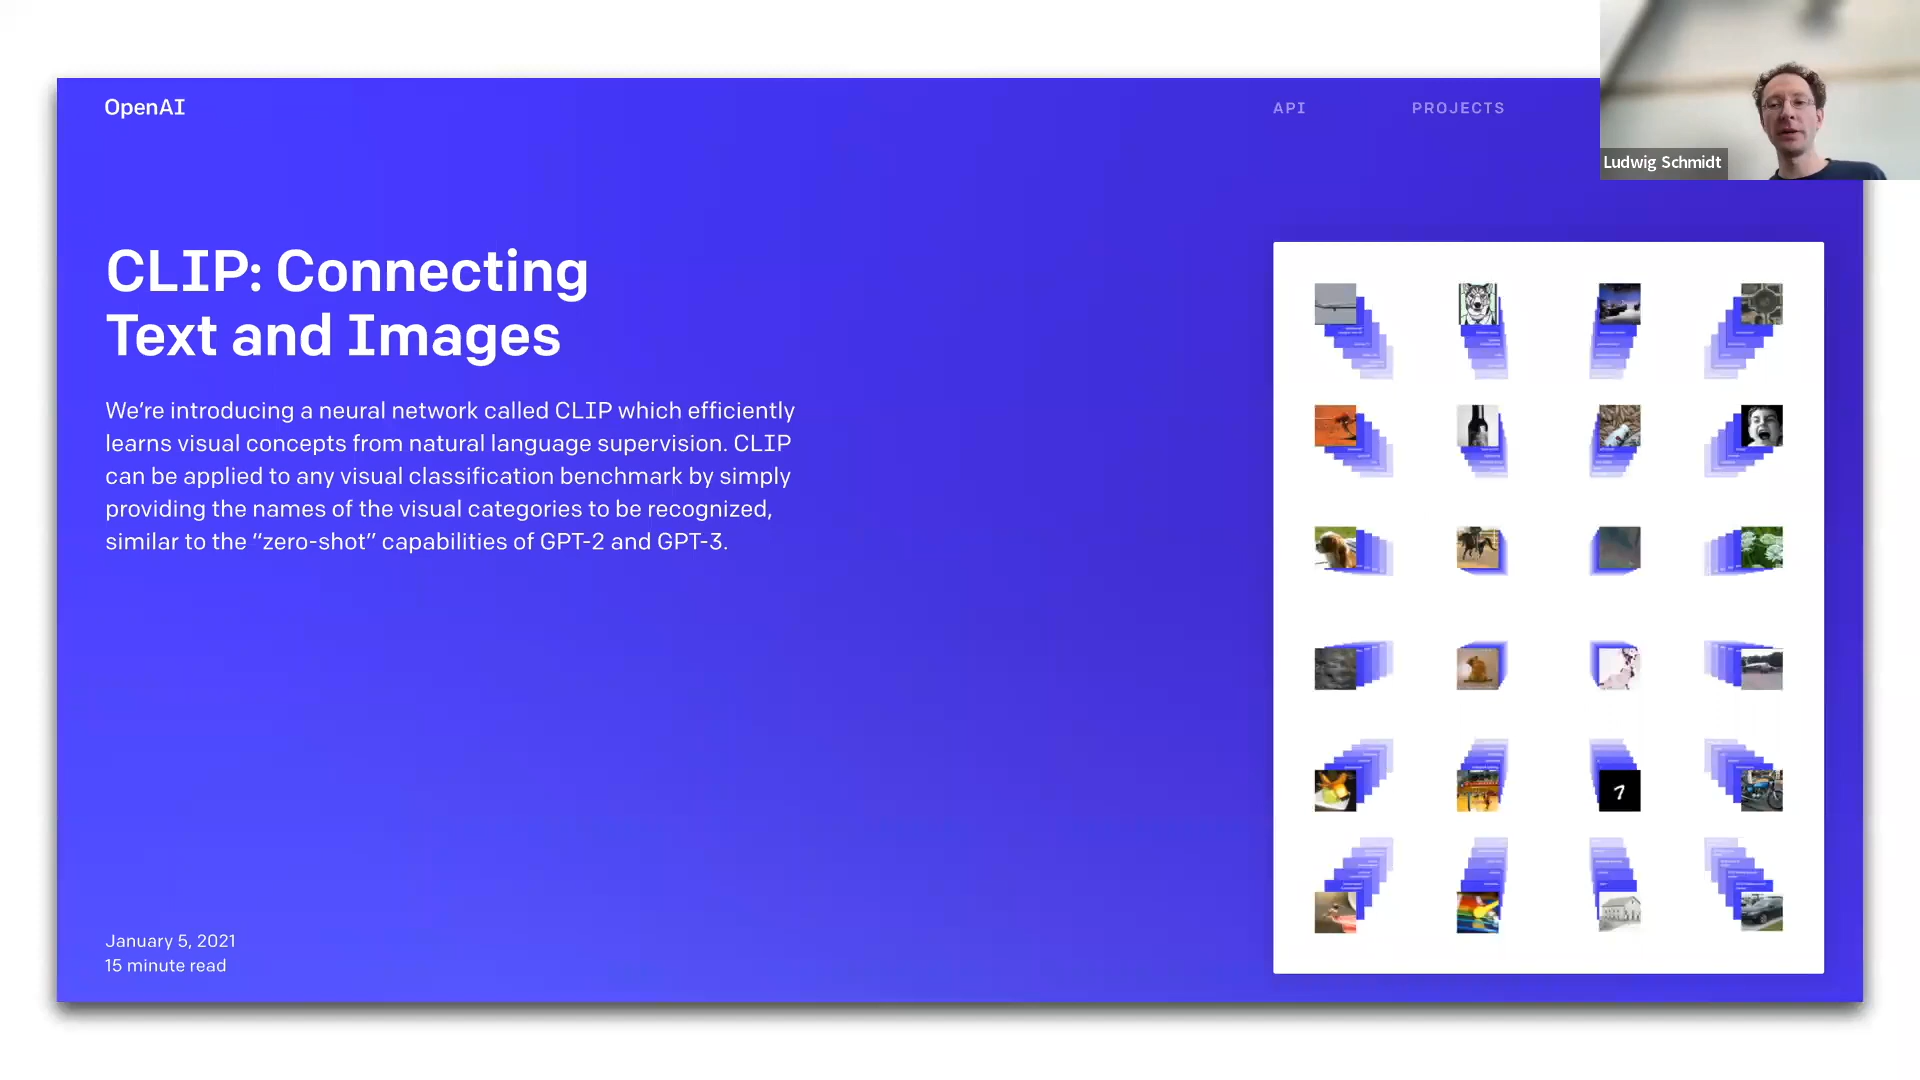 OpenAI
API
PROJECTS
Ludwig Schmidt
CLIP: Connecting
Text and Images
We’re introducing a neural network called CLIP which efficiently
learns visual concepts from natural language supervision. CLIP
can be applied to any visual classification benchmark by simply
providing the names of the visual categories to be recognized,
similar to the “zero-shot” capabilities of GPT-2 and GPT-3.
7
January 5, 2021
15 minute read